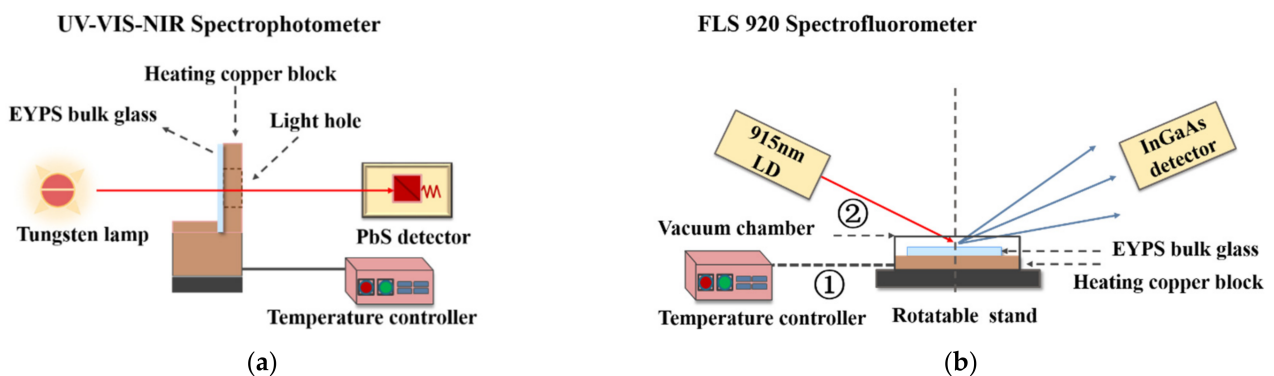 UV-VIS-NIR Spectrophotometer
Heating copper block
EYPS bulk glass
Light hole
Tungsten lamp
PbS detector
Temperature controller
(a)
FLS 920 Spectrofluorometer
915nm
LD
InGaAs
detector
②
Vacuum chamber
EYPS bulk glass
①
Heating copper block
Temperature controller
Rotatable stand
(b)